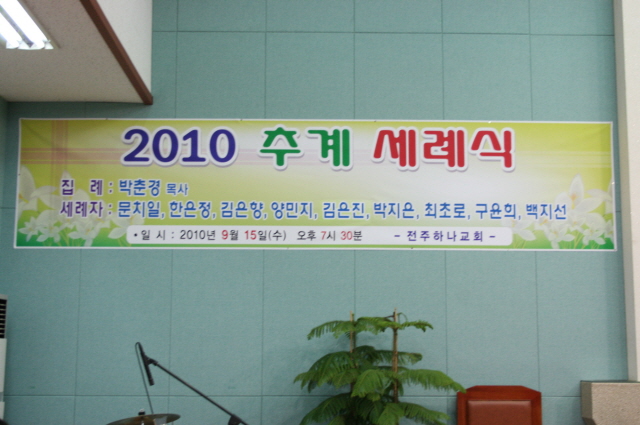 2010 추계 세례식
집 례 : 박춘경 목사
세례자 : 문치일, 한은정, 김은향, 양민지, 김은진, 박지은, 최초로, 구윤희, 백지선
• 일 시 : 2010년 9월 15일(수) 오후 7시 30분 - 전주하나교회 -